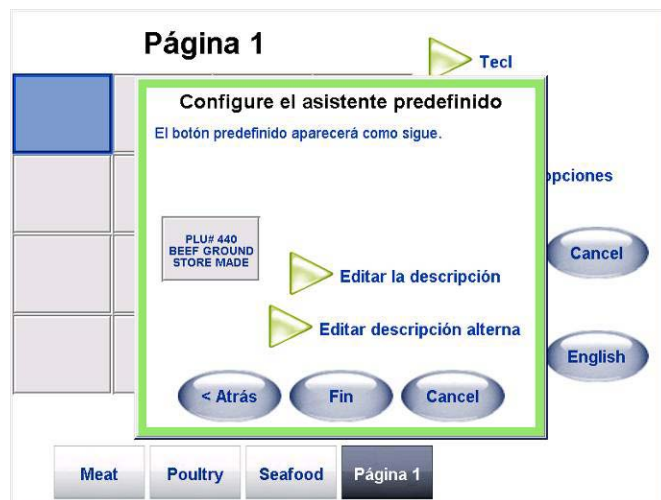 Página 1
Tecl
Configure el asistente predefinido
El botón predefinido aparecerá como sigue.
opciones
PLU# 440
BEEF GROUND
STORE MADE
Cancel
Editar la descripción
Editar descripción alterna
English
< Atrás
Fin
Cancel
Meat
Poultry
Seafood
Página 1